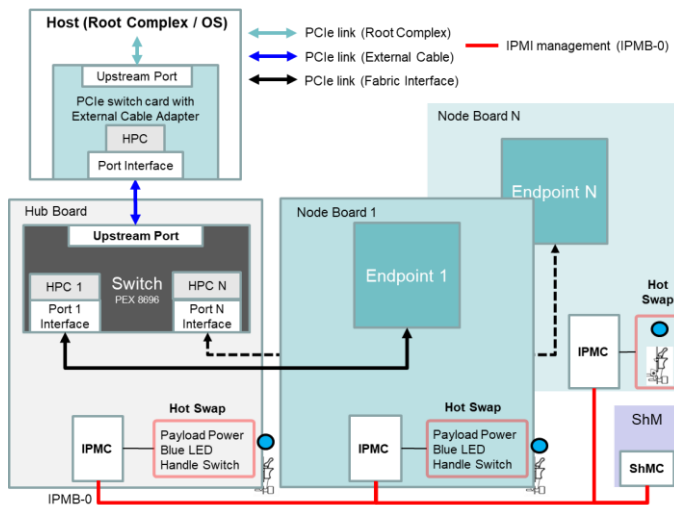 Host (Root Complex / OS)
Upstream Port
PCIe switch card with
External Cable Adapter
HPC
Port Interface
PCIe link (Root Complex)
PCIe link (External Cable)
PCIe link (Fabric Interface)
IPMI management (IPMB-0)
Node Board N
Endpoint N
Hot
Swap
IPMC
Hub Board
Upstream Port
Switch
PEX 8696
HPC 1
Port 1
Interface
HPC N
Port N
Interface
Node Board 1
Endpoint 1
Hot Swap
IPMC
Payload Power
Blue LED
Handle Switch
Hot Swap
IPMC
Payload Power
Blue LED
Handle Switch
ShM
ShMC
IPMB-0